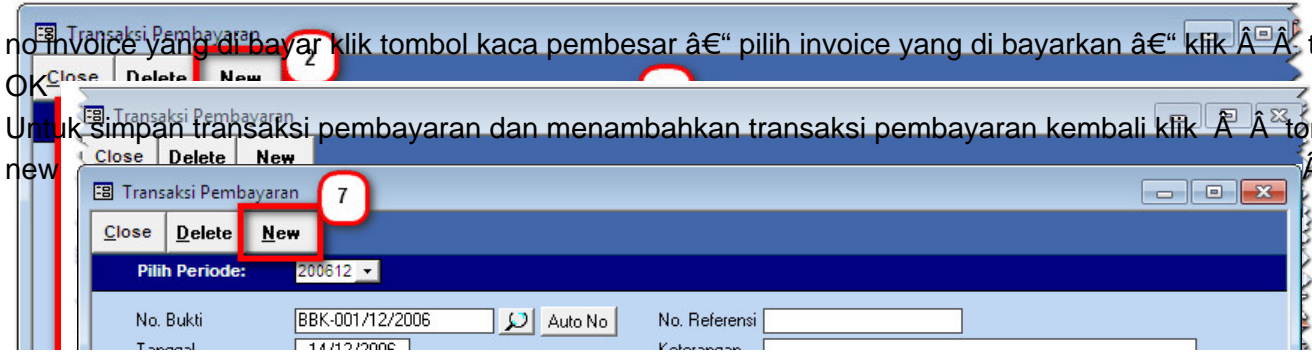 Transaksi Pembayaran
no invoice yang di bayar klik tombol kaca pembesar â€“ pilih invoice yang di bayarkan â€“ klik Â Â t
2
Close Delete New
OK
Transaksi Pembayaran
Untuk simpan transaksi pembayaran dan menambahkan transaksi pembayaran kembali klik Â Â to
Close Delete New
new
Transaksi Pembayaran
7
Close Delete New
Pilih Periode: 200612
No. Bukti BBK-001/12/2006 Auto No No. Referensi
Tanggal 14/12/2006 Keterangan